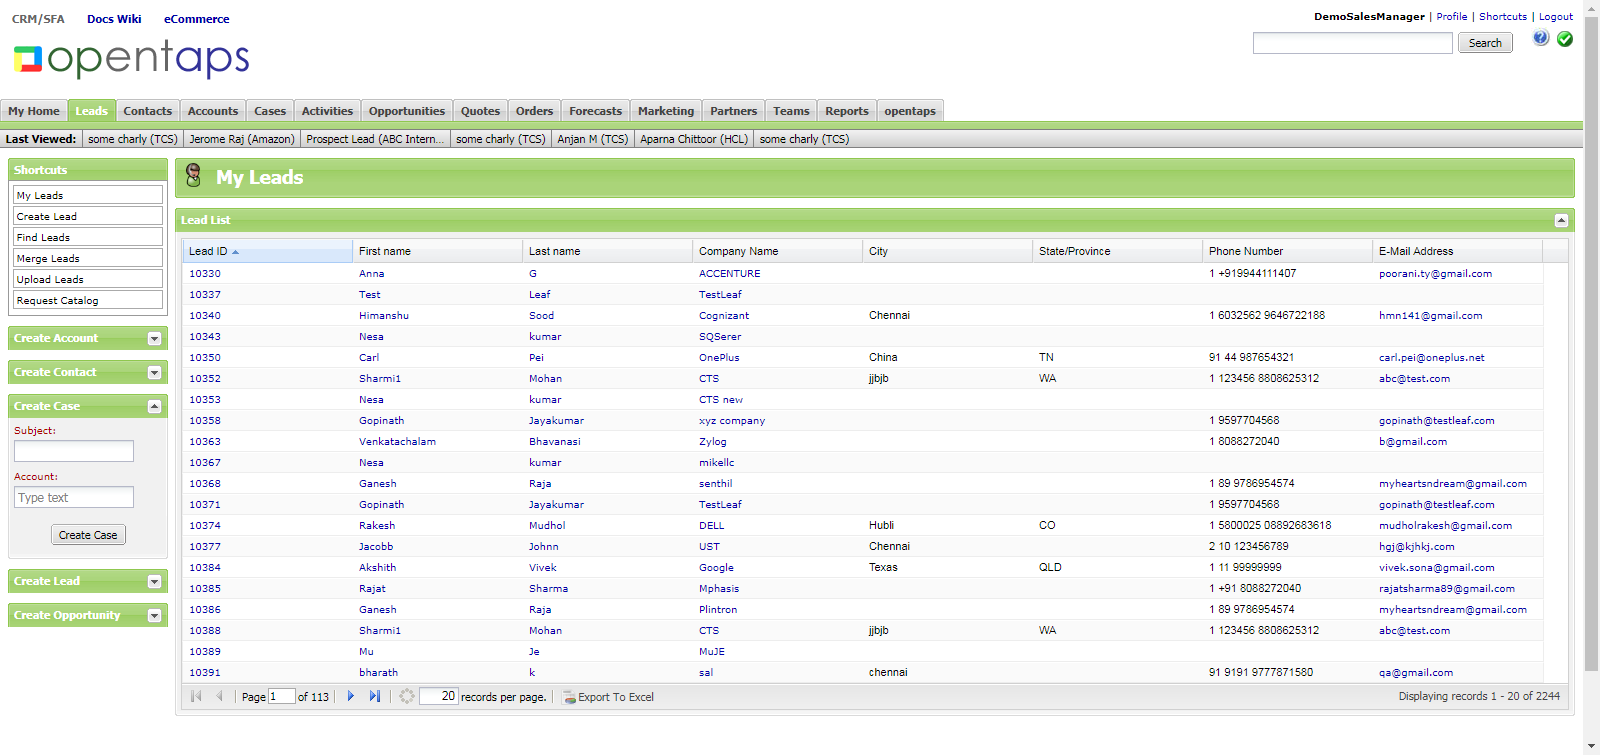 CRM/SFA Docs Wiki eCommerce
DemoSalesManager | Profile | Shortcuts | Logout
opentaps
Search
My Home Leads Contacts Accounts Cases Activities Opportunities Quotes Orders Forecasts Marketing Partners Teams Reports opentaps
Last Viewed: some charly (TCS) Jerome Raj (Amazon) Prospect Lead (ABC Intern... some charly (TCS) Anjan M (TCS) Aparna Chittoor (HCL) some charly (TCS)
Shortcuts
My Leads
Create Lead
Find Leads
Merge Leads
Upload Leads
Request Catalog
Create Account
Create Contact
Create Case
Subject:
Account:
Type text
Create Case
Create Lead
Create Opportunity
My Leads
Lead List
Lead ID First name Last name Company Name City State/Province Phone Number E-Mail Address
10330 Anna G ACCENTURE 1 +919944111407 poorani.ty@gmail.com
10337 Test Leaf TestLeaf
10340 Himanshu Sood Cognizant Chennai 1 6032562 9646722188 hmn141@gmail.com
10343 Nesa kumar SQSerer
10350 Carl Pei OnePlus China TN 91 44 987654321 carl.pei@oneplus.net
10352 Sharmi1 Mohan CTS jjbjb WA 1 123456 8808625312 abc@test.com
10353 Nesa kumar CTS new
10358 Gopinath Jayakumar xyz company 1 9597704568 gopinath@testleaf.com
10363 Venkatachalam Bhavanasi Zylog 1 8088272040 b@gmail.com
10367 Nesa kumar mikellc
10368 Ganesh Raja senthil 1 89 9786954574 myheartsndream@gmail.com
10371 Gopinath Jayakumar TestLeaf 1 9597704568 gopinath@testleaf.com
10374 Rakesh Mudhol DELL Hubli CO 1 5800025 08892683618 mudholrakesh@gmail.com
10377 Jacobb Johnn UST Chennai 2 10 123456789 hgj@kjhkj.com
10384 Akshith Vivek Google Texas QLD 1 11 99999999 vivek.sona@gmail.com
10385 Rajat Sharma Mphasis 1 +91 8088272040 rajatsharma89@gmail.com
10386 Ganesh Raja Plintron 1 89 9786954574 myheartsndream@gmail.com
10388 Sharmi1 Mohan CTS jjbjb WA 1 123456 8808625312 abc@test.com
10389 Mu Je MuJE
10391 bharath k sal chennai 91 9191 9777871580 qa@gmail.com
Page 1 of 113 20 records per page. Export To Excel Displaying records 1 - 20 of 2244